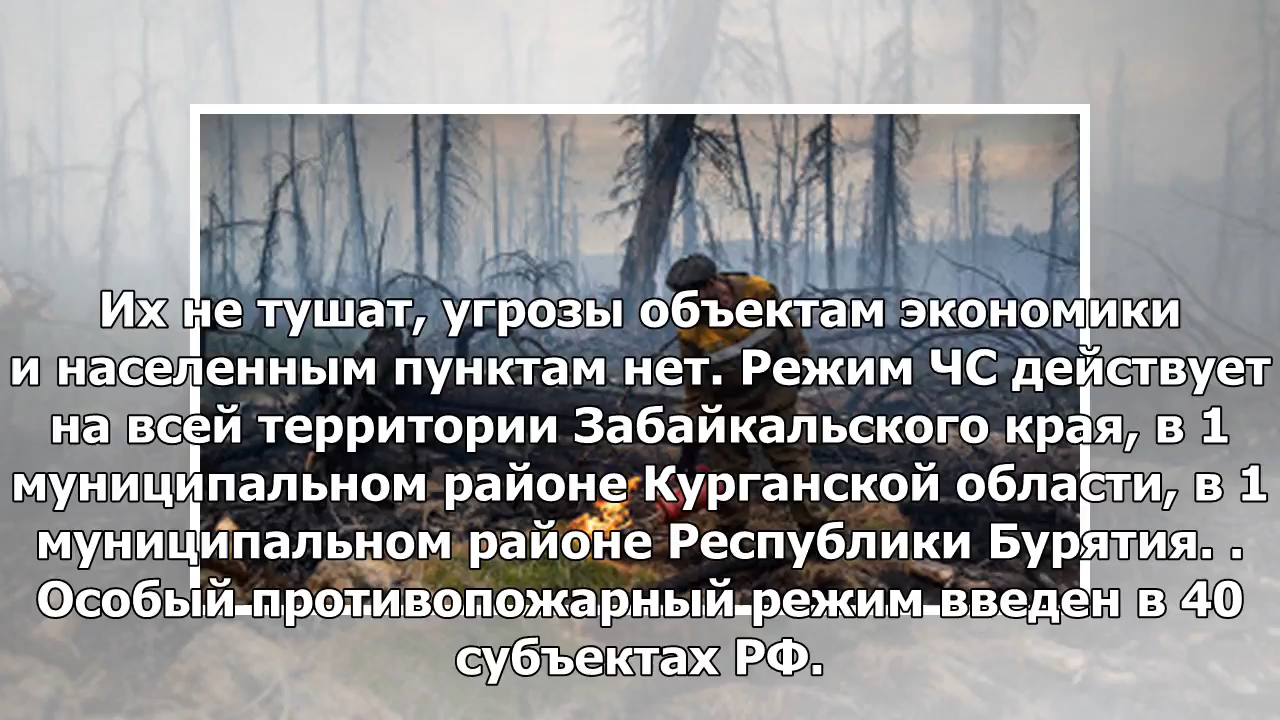 Их не тушат, угрозы объектам экономики
и населенным пунктам нет. Режим ЧС действует
на всей территории Забайкальского края, в 1
муниципальном районе Курганской области, в 1
муниципальном районе Республики Бурятия. .
Особый противопожарный режим введен в 40
субъектах РФ.